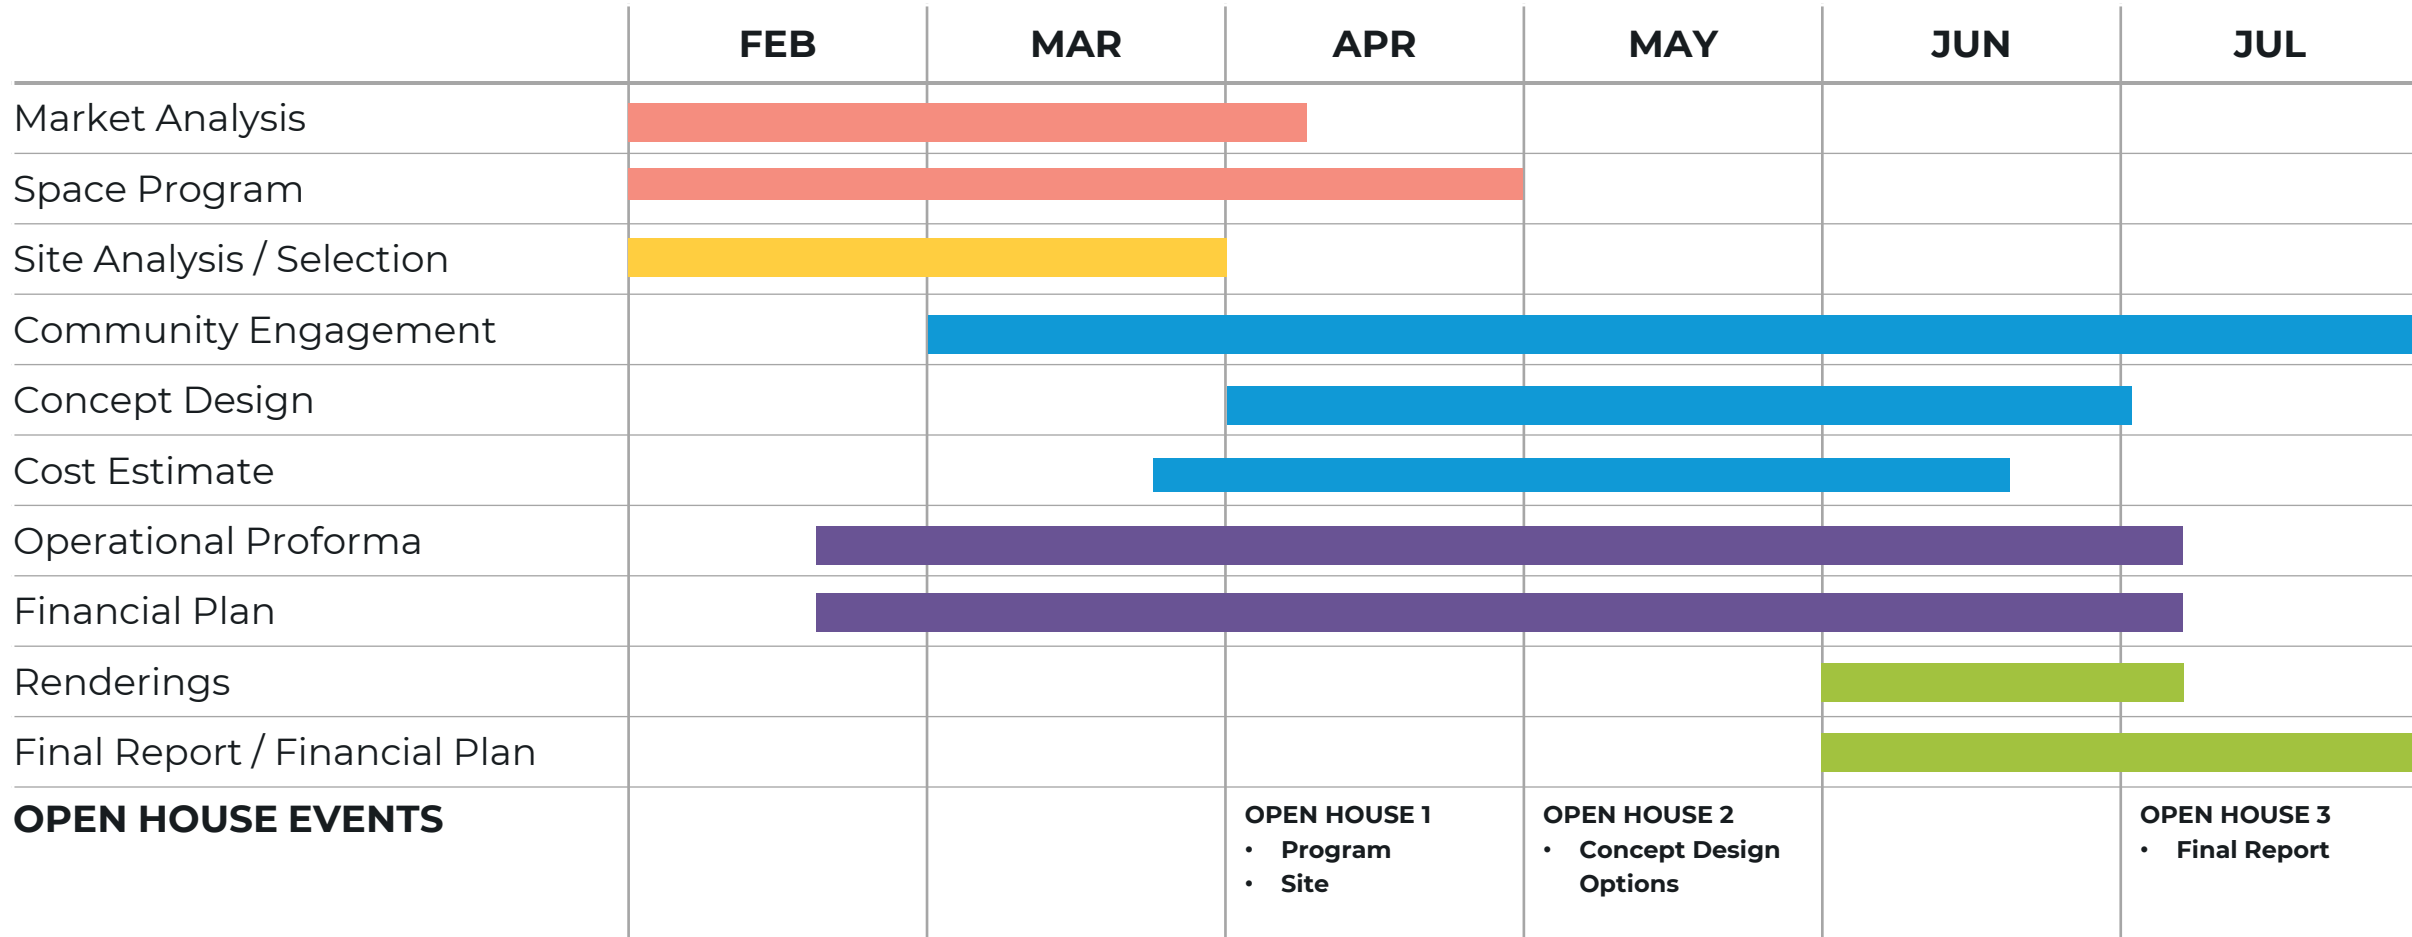 FEB MAR APR MAY JUN JUL
Market Analysis
Space Program
Site Analysis / Selection
Community Engagement
Concept Design
Cost Estimate
Operational Proforma
Financial Plan
Renderings
Final Report / Financial Plan
OPEN HOUSE EVENTS
OPEN HOUSE 1
• Program
• Site
OPEN HOUSE 2
• Concept Design
Options
OPEN HOUSE 3
• Final Report